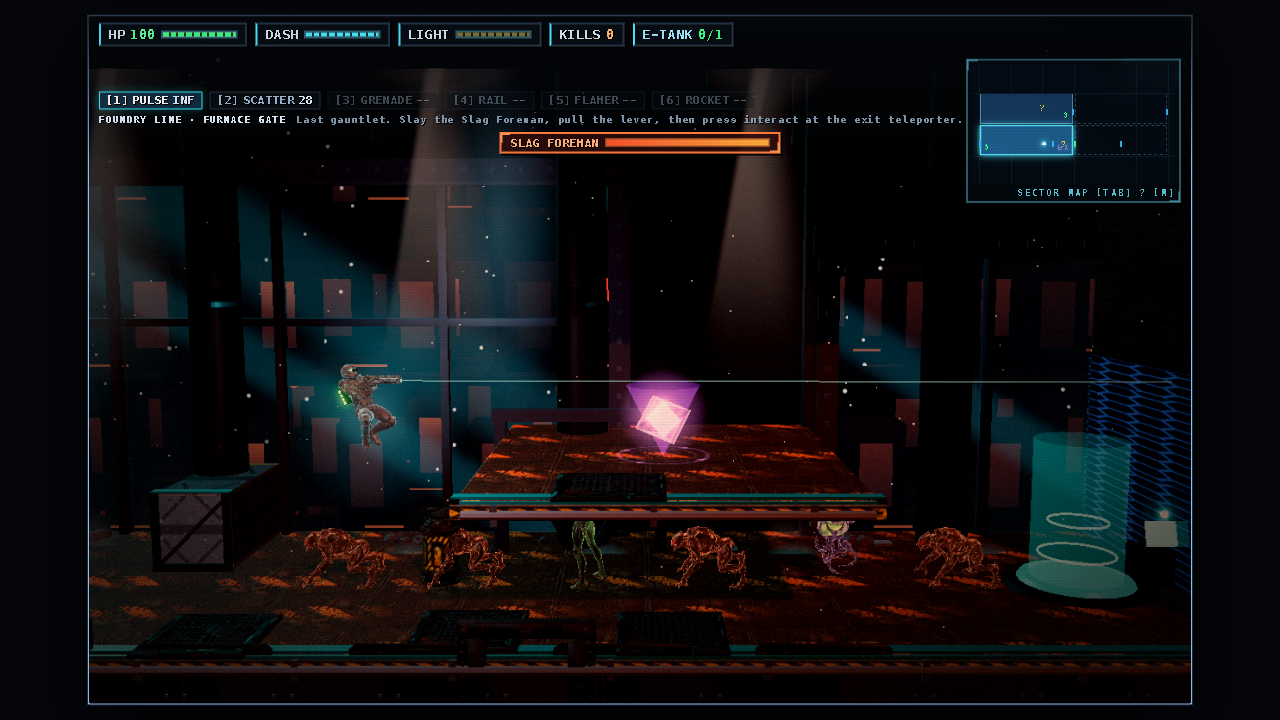 HP 100 DASH LIGHT KILLS 0 E-TANK 0/1
[1] PULSE INF [2] SCATTER 28 [3] GRENADE -- [4] RAIL -- [5] FLAMER -- [6] ROCKET --
FOUNDRY LINE · FURNACE GATE Last gauntlet. Slay the Slag Foreman, pull the lever, then press interact at the exit teleporter.
SLAG FOREMAN
?
3
3 ?
SECTOR MAP [TAB] ? [M]